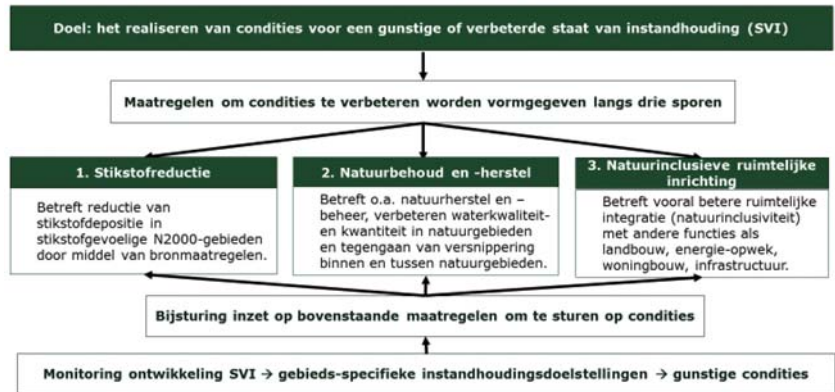 Doel: het realiseren van condities voor een gunstige of verbeterde staat van instandhouding (SVI)
Maatregelen om condities te verbeteren worden vormgegeven langs drie sporen
1. Stikstofreductie
Betreft reductie van
stikstofdepositie in
stikstofgevoelige N2000-gebieden
door middel van bronmaatregelen.
2. Natuurbehoud en -herstel
Betreft o.a. natuurherstel en –
beheer, verbeteren waterkwaliteit-
en kwantiteit in natuurgebieden
en tegengaan van versnippering
binnen en tussen natuurgebieden.
3. Natuurinclusieve ruimtelijke
inrichting
Betreft vooral betere ruimtelijke
integratie (natuurinclusiviteit)
met andere functies als
landbouw, energie-opwek,
woningbouw, infrastructuur.
Bijsturing inzet op bovenstaande maatregelen om te sturen op condities
Monitoring ontwikkeling SVI → gebieds-specifieke instandhoudingsdoelstellingen → gunstige condities